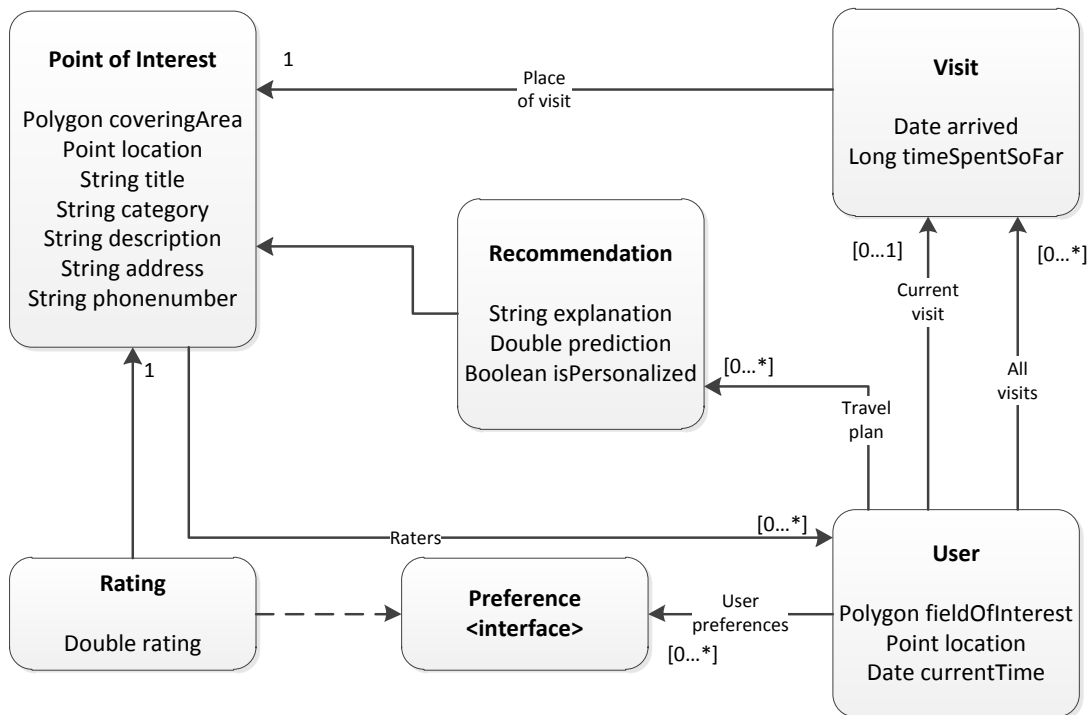 Point of Interest
Polygon coveringArea
Point location
String title
String category
String description
String address
String phonenumber
1
Place
of visit
Visit
Date arrived
Long timeSpentSoFar
Recommendation
String explanation
Double prediction
Boolean isPersonalized
[0...1]
[0...*]
Current
visit
All
visits
[0...*]
Travel
plan
1
Raters
[0...*]
Rating
Double rating
Preference
<interface>
User
preferences
[0...*]
User
Polygon fieldOfInterest
Point location
Date currentTime